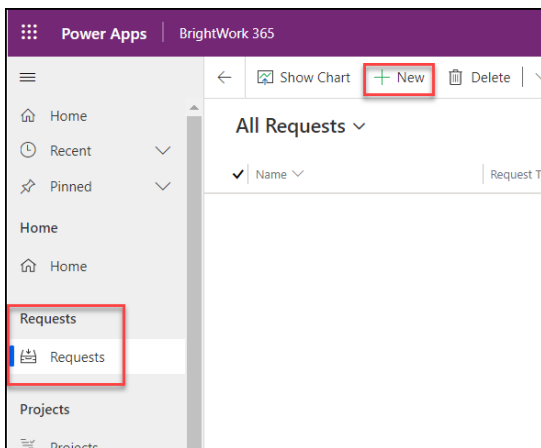 Power Apps BrightWork 365
Show Chart New Delete
Home
Recent
Pinned
All Requests
Name Request T
Home
Home
Requests
Requests
Projects
Projects